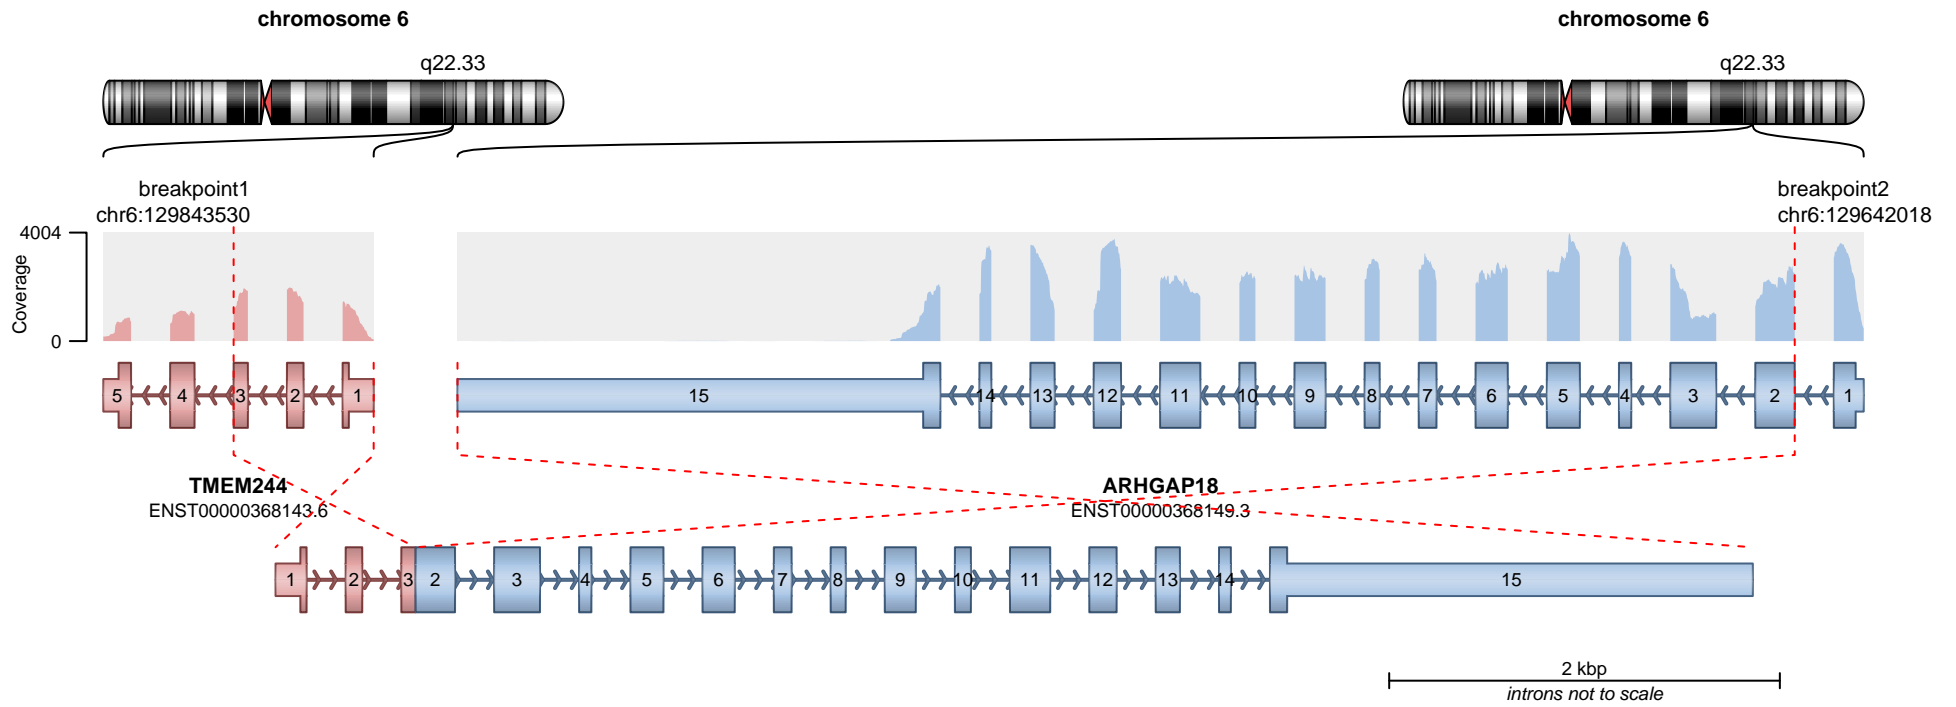 chromosome 6
chromosome 6
q22.33
q22.33
breakpoint1
chr6:129843530
breakpoint2
chr6:129642018
4004
Coverage
0
5 4 3 2 1
15 14 13 12 11 10 9 8 7 6 5 4 3 2 1
TMEM244
ENST00000368143.6
ARHGAP18
ENST00000368149.3
1 2 3 2 3 4 5 6 7 8 9 10 11 12 13 14 15
2 kbp
introns not to scale